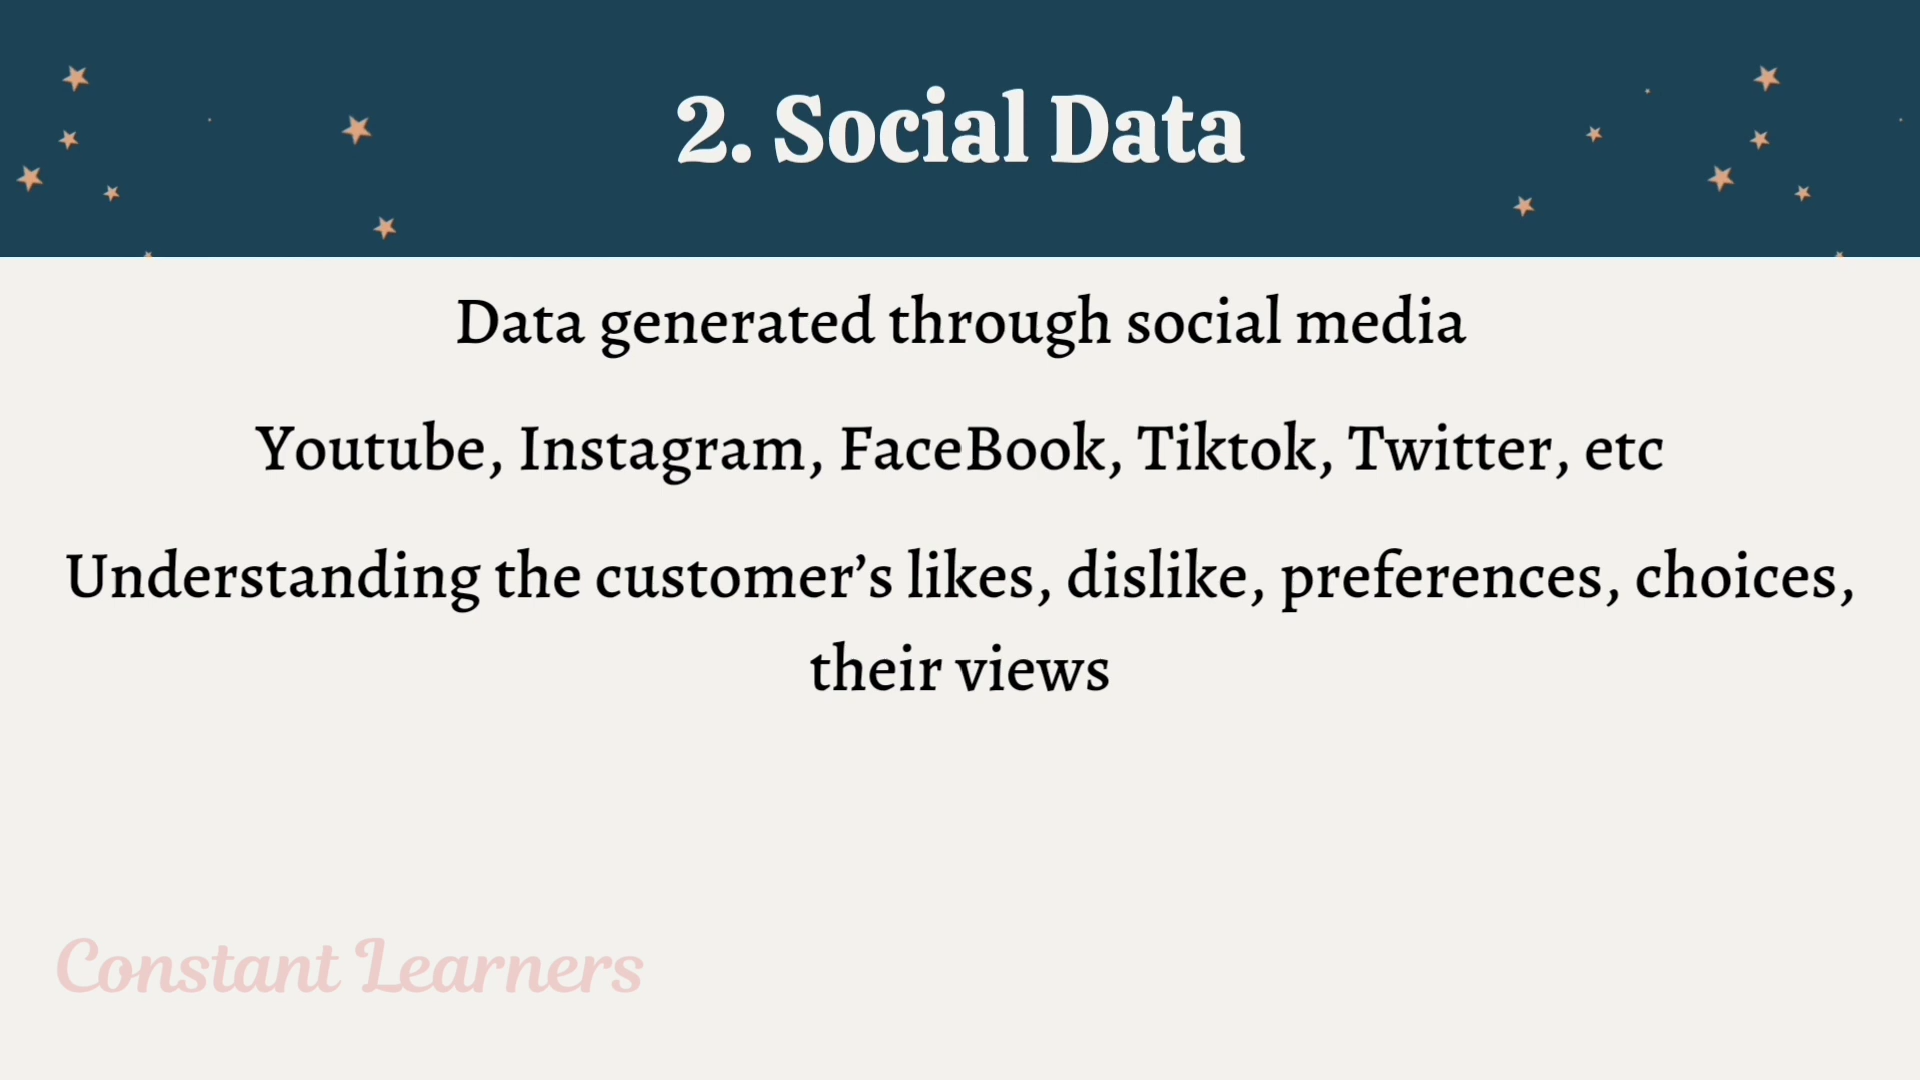 2. Social Data
Data generated through social media
Youtube, Instagram, FaceBook, Tiktok, Twitter, etc
Understanding the customer’s likes, dislike, preferences, choices,
their views
Constant Learners